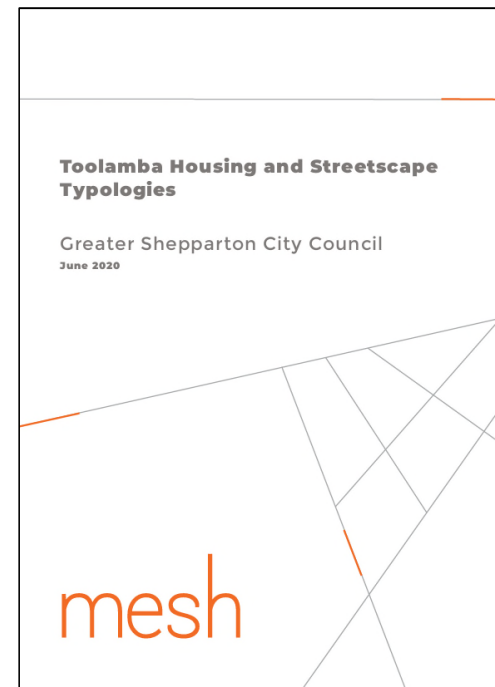 Toolamba Housing and Streetscape
Typologies
Greater Shepparton City Council
June 2020
mesh